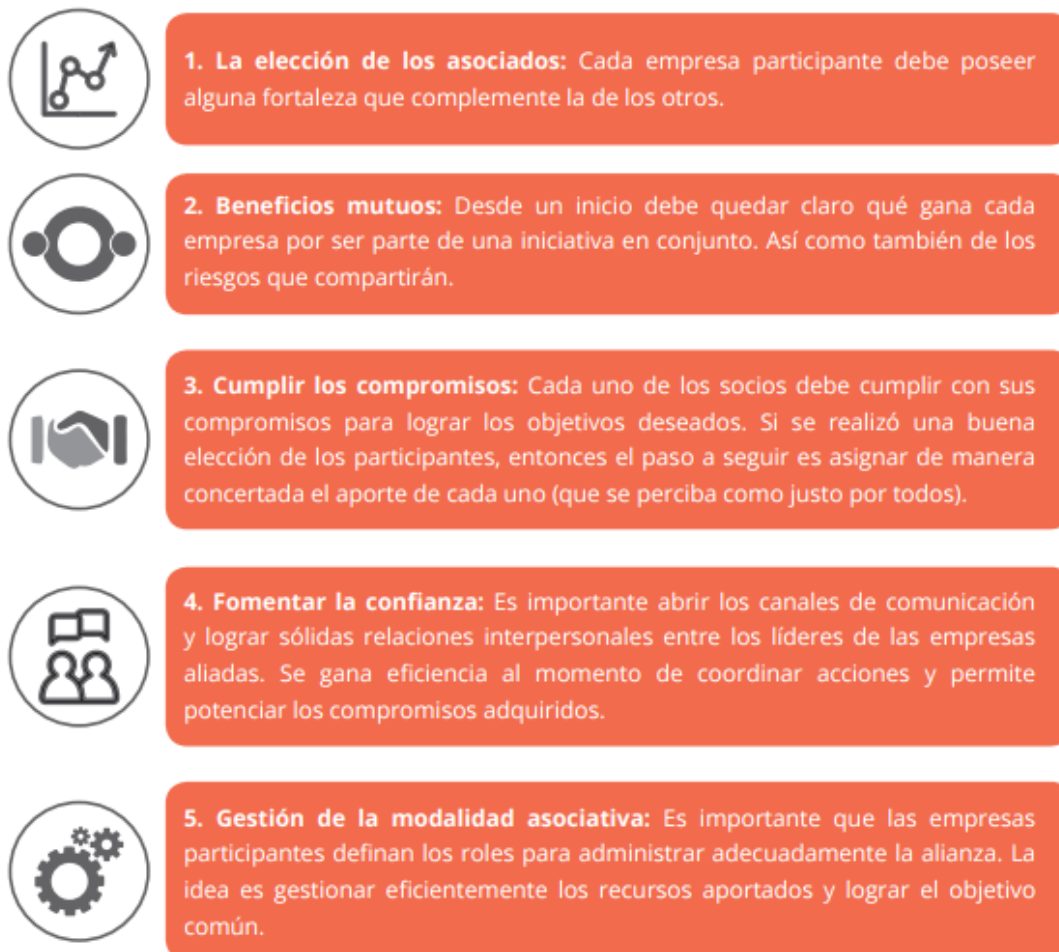 1. La elección de los asociados: Cada empresa participante debe poseer
alguna fortaleza que complemente la de los otros.
2. Beneficios mutuos: Desde un inicio debe quedar claro qué gana cada
empresa por ser parte de una iniciativa en conjunto. Así como también de los
riesgos que compartirán.
3. Cumplir los compromisos: Cada uno de los socios debe cumplir con sus
compromisos para lograr los objetivos deseados. Si se realizó una buena
elección de los participantes, entonces el paso a seguir es asignar de manera
concertada el aporte de cada uno (que se perciba como justo por todos).
4. Fomentar la confianza: Es importante abrir los canales de comunicación
y lograr sólidas relaciones interpersonales entre los líderes de las empresas
aliadas. Se gana eficiencia al momento de coordinar acciones y permite
potenciar los compromisos adquiridos.
5. Gestión de la modalidad asociativa: Es importante que las empresas
participantes definan los roles para administrar adecuadamente la alianza. La
idea es gestionar eficientemente los recursos aportados y lograr el objetivo
común.